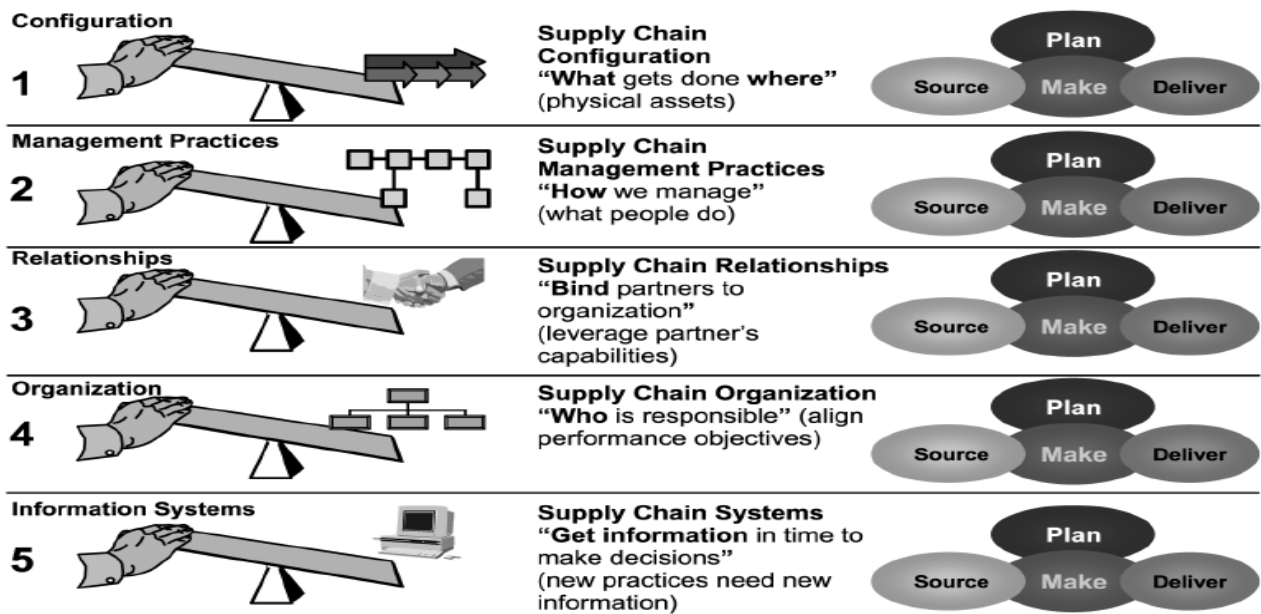 Configuration
1
Supply Chain
Configuration
“What gets done where”
(physical assets)
Plan
Source
Make
Deliver
Management Practices
2
Supply Chain
Management Practices
“How we manage”
(what people do)
Plan
Source
Make
Deliver
Relationships
3
Supply Chain Relationships
“Bind partners to
organization”
(leverage partner’s
capabilities)
Plan
Source
Make
Deliver
Organization
4
Supply Chain Organization
“Who is responsible” (align
performance objectives)
Plan
Source
Make
Deliver
Information Systems
5
Supply Chain Systems
“Get information in time to
make decisions”
(new practices need new
information)
Plan
Source
Make
Deliver